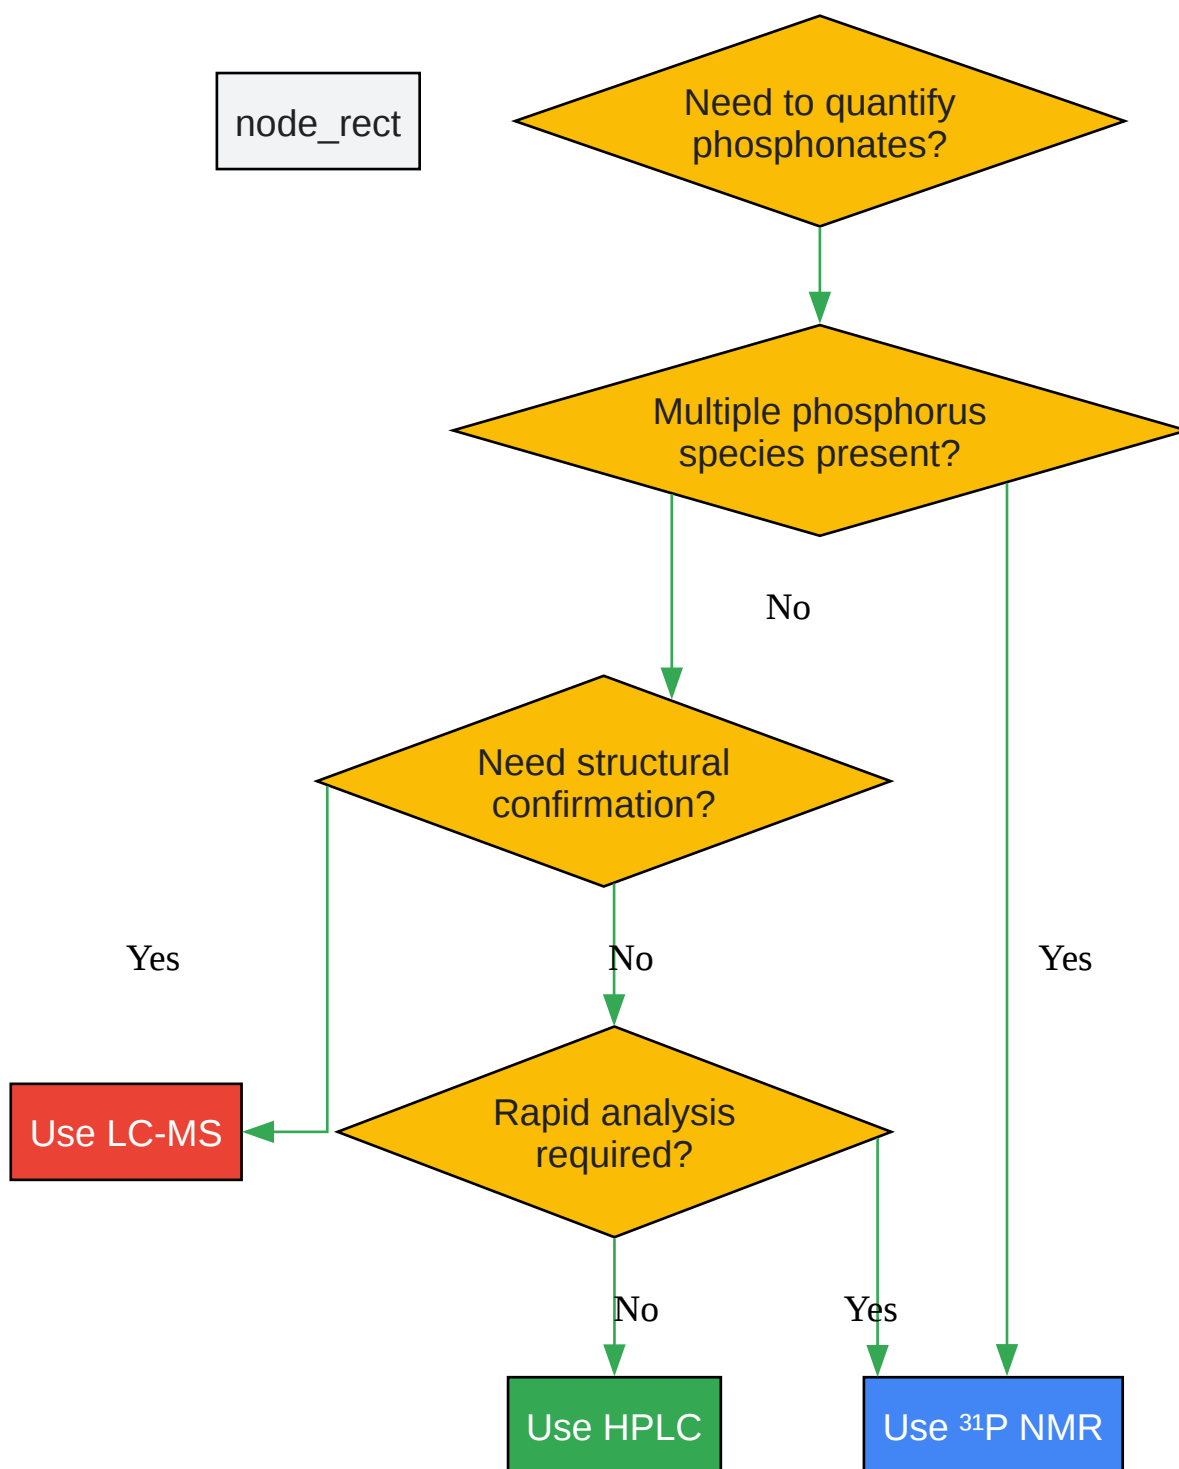 node_rect
Need to quantify
phosphonates?
Multiple phosphorus
species present?
No
Need structural
confirmation?
Yes
No
Yes
Use LC-MS
Rapid analysis
required?
No
Yes
Use HPLC
Use ³¹P NMR